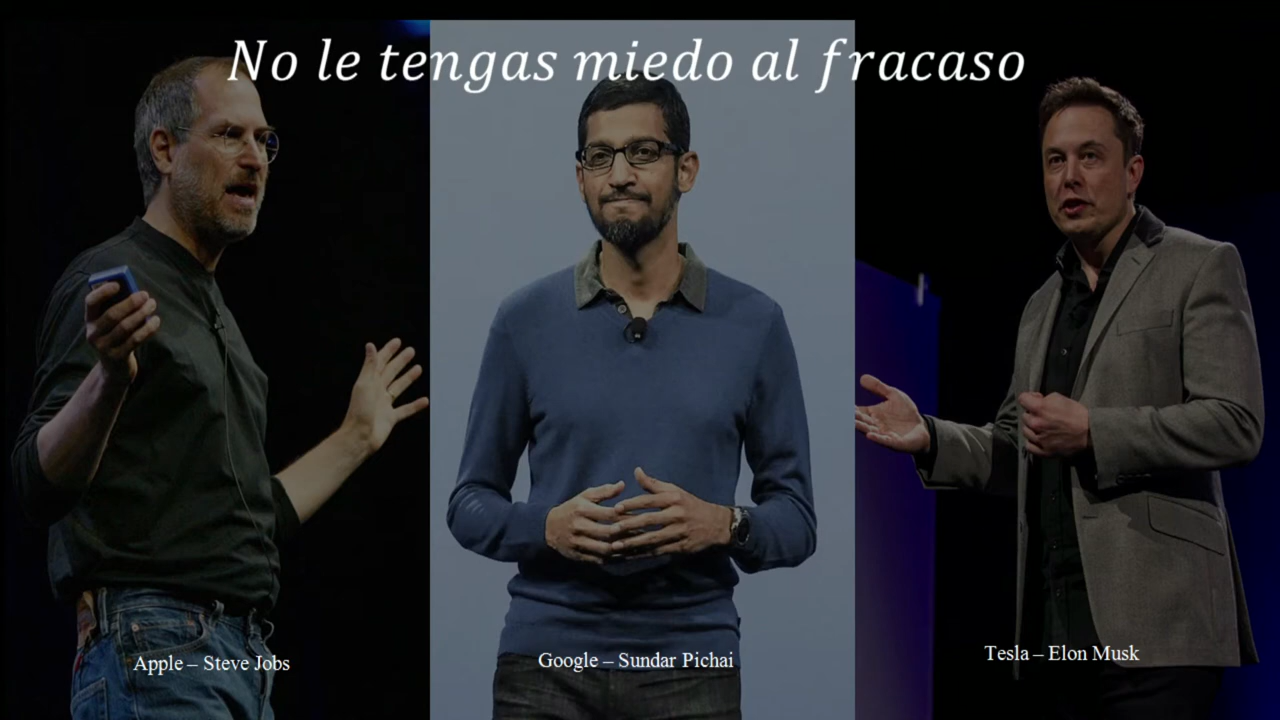 No le tengas miedo al fracaso
Apple – Steve Jobs
Google – Sundar Pichai
Tesla – Elon Musk